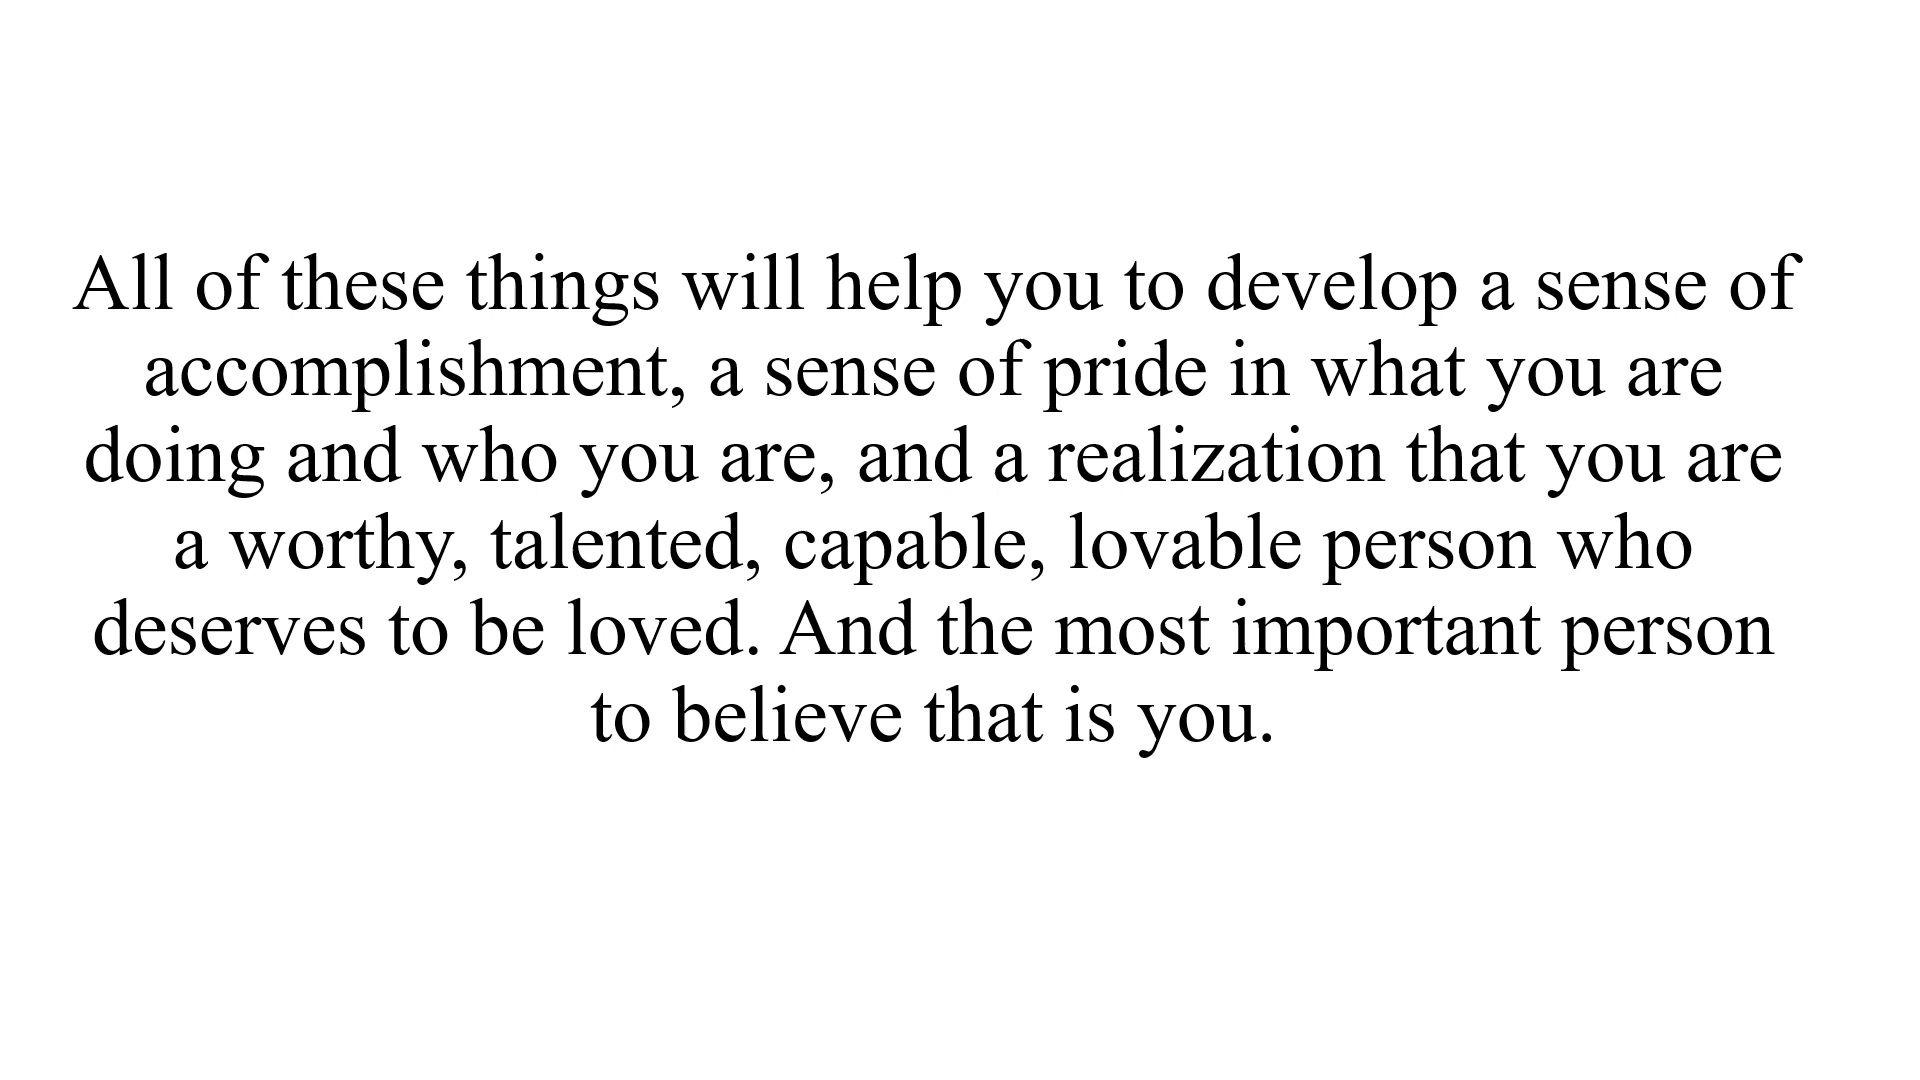 All of these things will help you to develop a sense of
accomplishment, a sense of pride in what you are
doing and who you are, and a realization that you are
a worthy, talented, capable, lovable person who
deserves to be loved. And the most important person
to believe that is you.